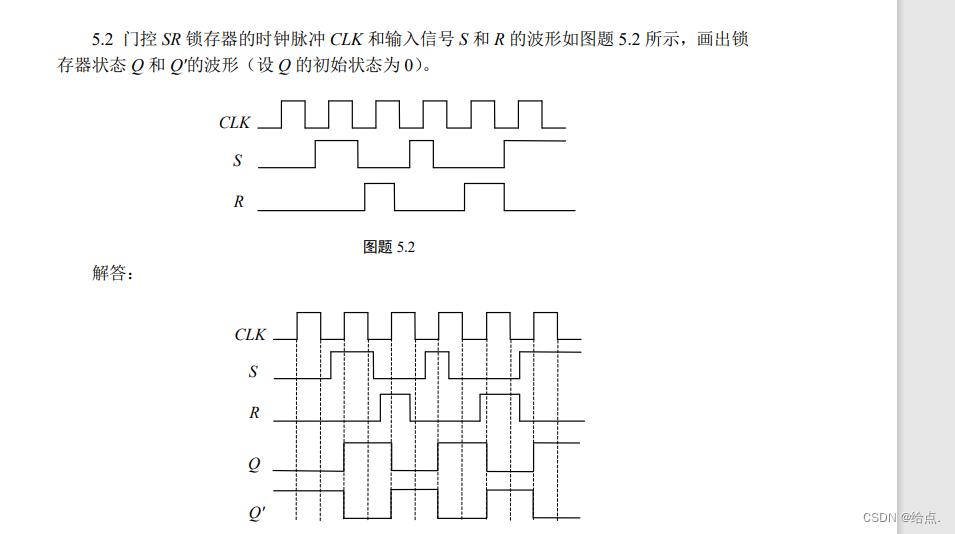 5.2 门控 SR 锁存器的时钟脉冲 CLK 和输入信号 S 和 R 的波形如图题 5.2 所示，画出锁
存器状态 Q 和 Q'的波形（设 Q 的初始状态为 0）。
CLK
S
R
图题 5.2
解答：
CLK
S
R
Q
Q'
CSDN @给点.